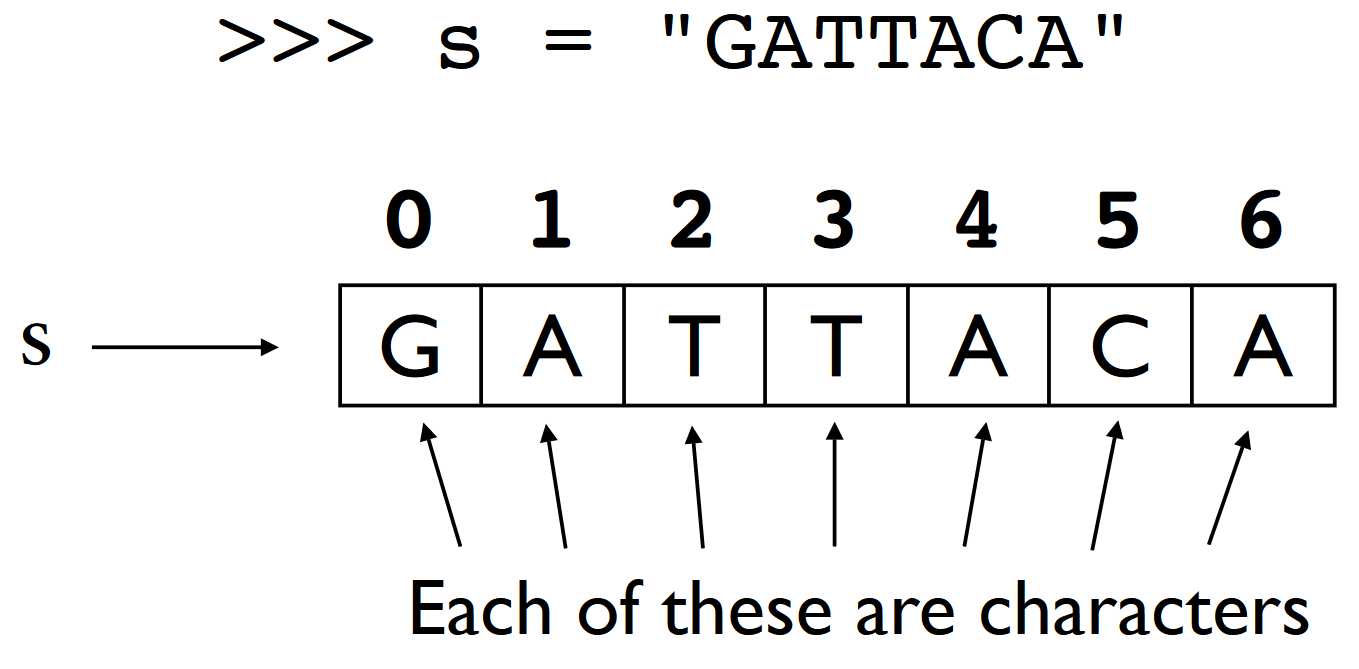 >>> s = "GATTACA"
0 1 2 3 4 5 6
s G A T T A C A
Each of these are characters